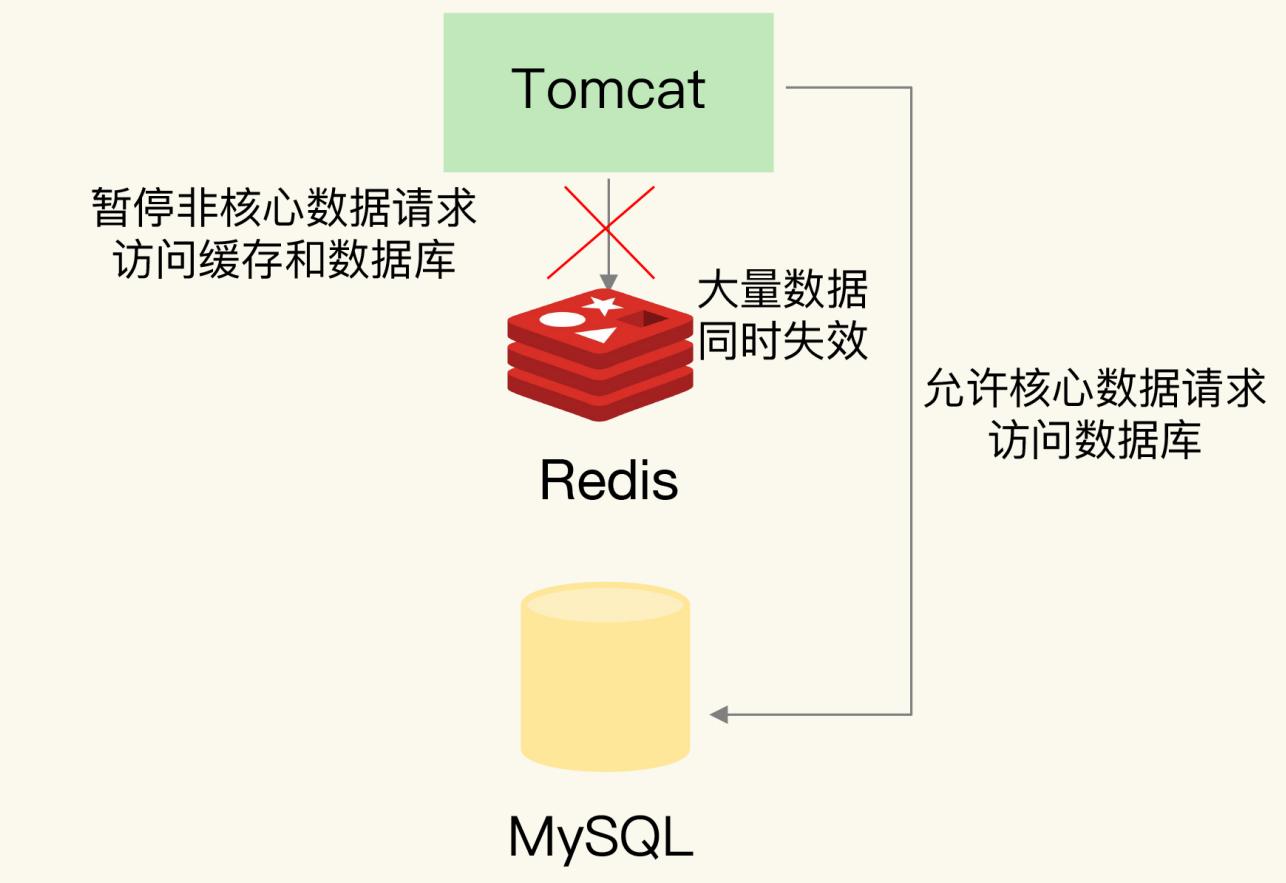 Tomcat
暂停非核心数据请求
访问缓存和数据库
大量数据
同时失效
允许核心数据请求
访问数据库
Redis
MySQL